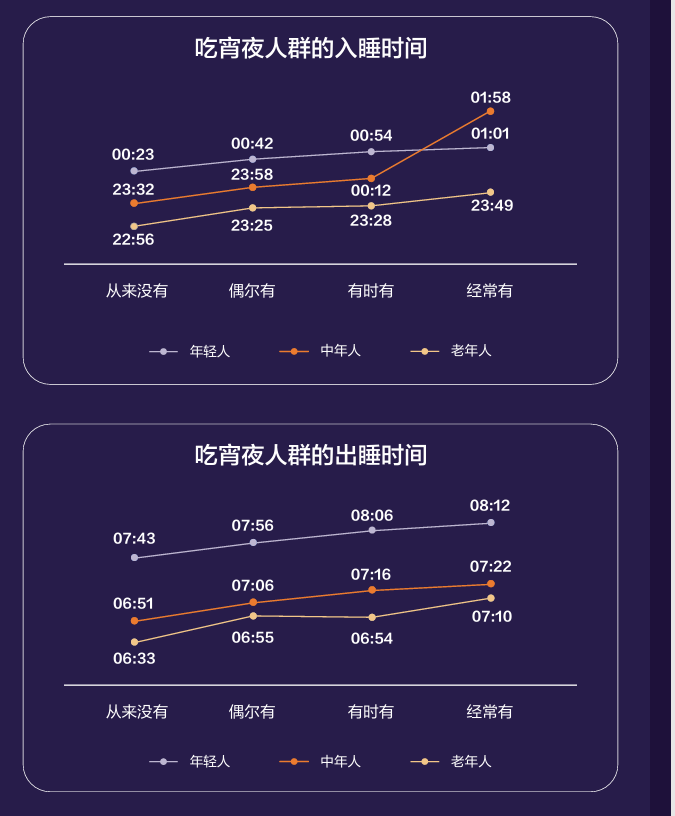 吃宵夜人群的入睡时间
01:58
00:23 00:42 00:54 01:01
23:32 23:58 00:12
22:56 23:25 23:28 23:49
从来没有 偶尔有 有时有 经常有
年轻人 中年人 老年人
吃宵夜人群的出睡时间
07:43 07:56 08:06 08:12
06:51 07:06 07:16 07:22
06:33 06:55 06:54 07:10
从来没有 偶尔有 有时有 经常有
年轻人 中年人 老年人